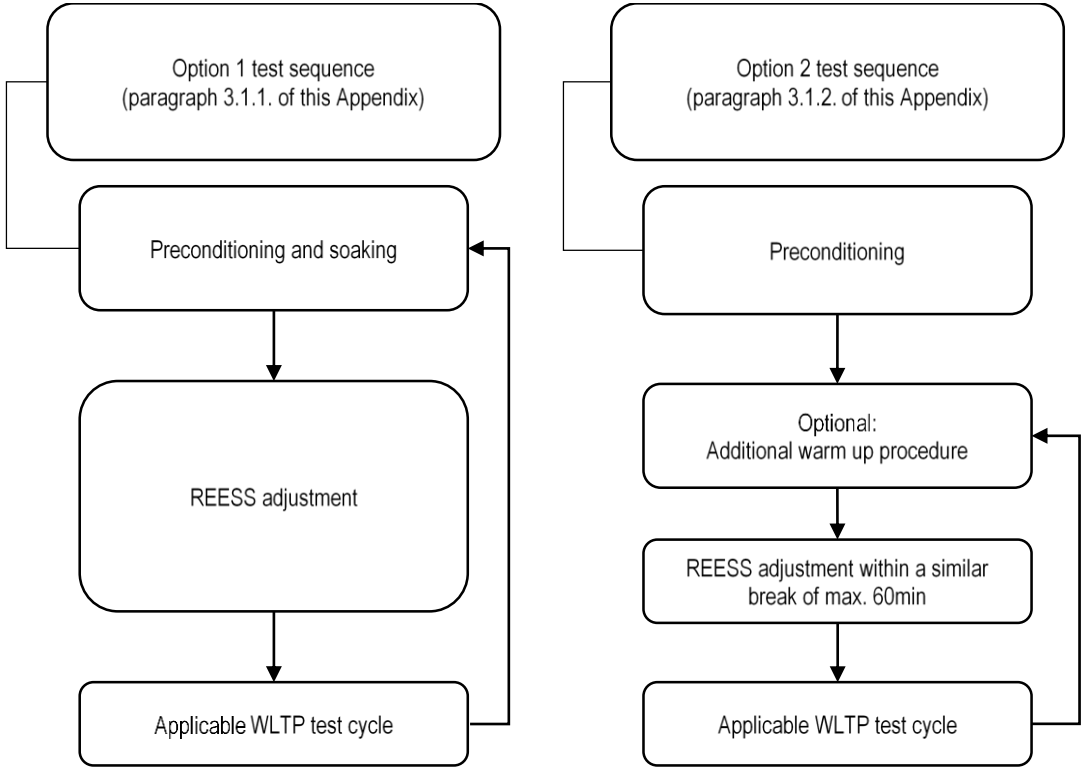 Option 1 test sequence
(paragraph 3.1.1. of this Appendix)
Preconditioning and soaking
REESS adjustment
Applicable WLTP test cycle
Option 2 test sequence
(paragraph 3.1.2. of this Appendix)
Preconditioning
Optional:
Additional warm up procedure
REESS adjustment within a similar
break of max. 60min
Applicable WLTP test cycle